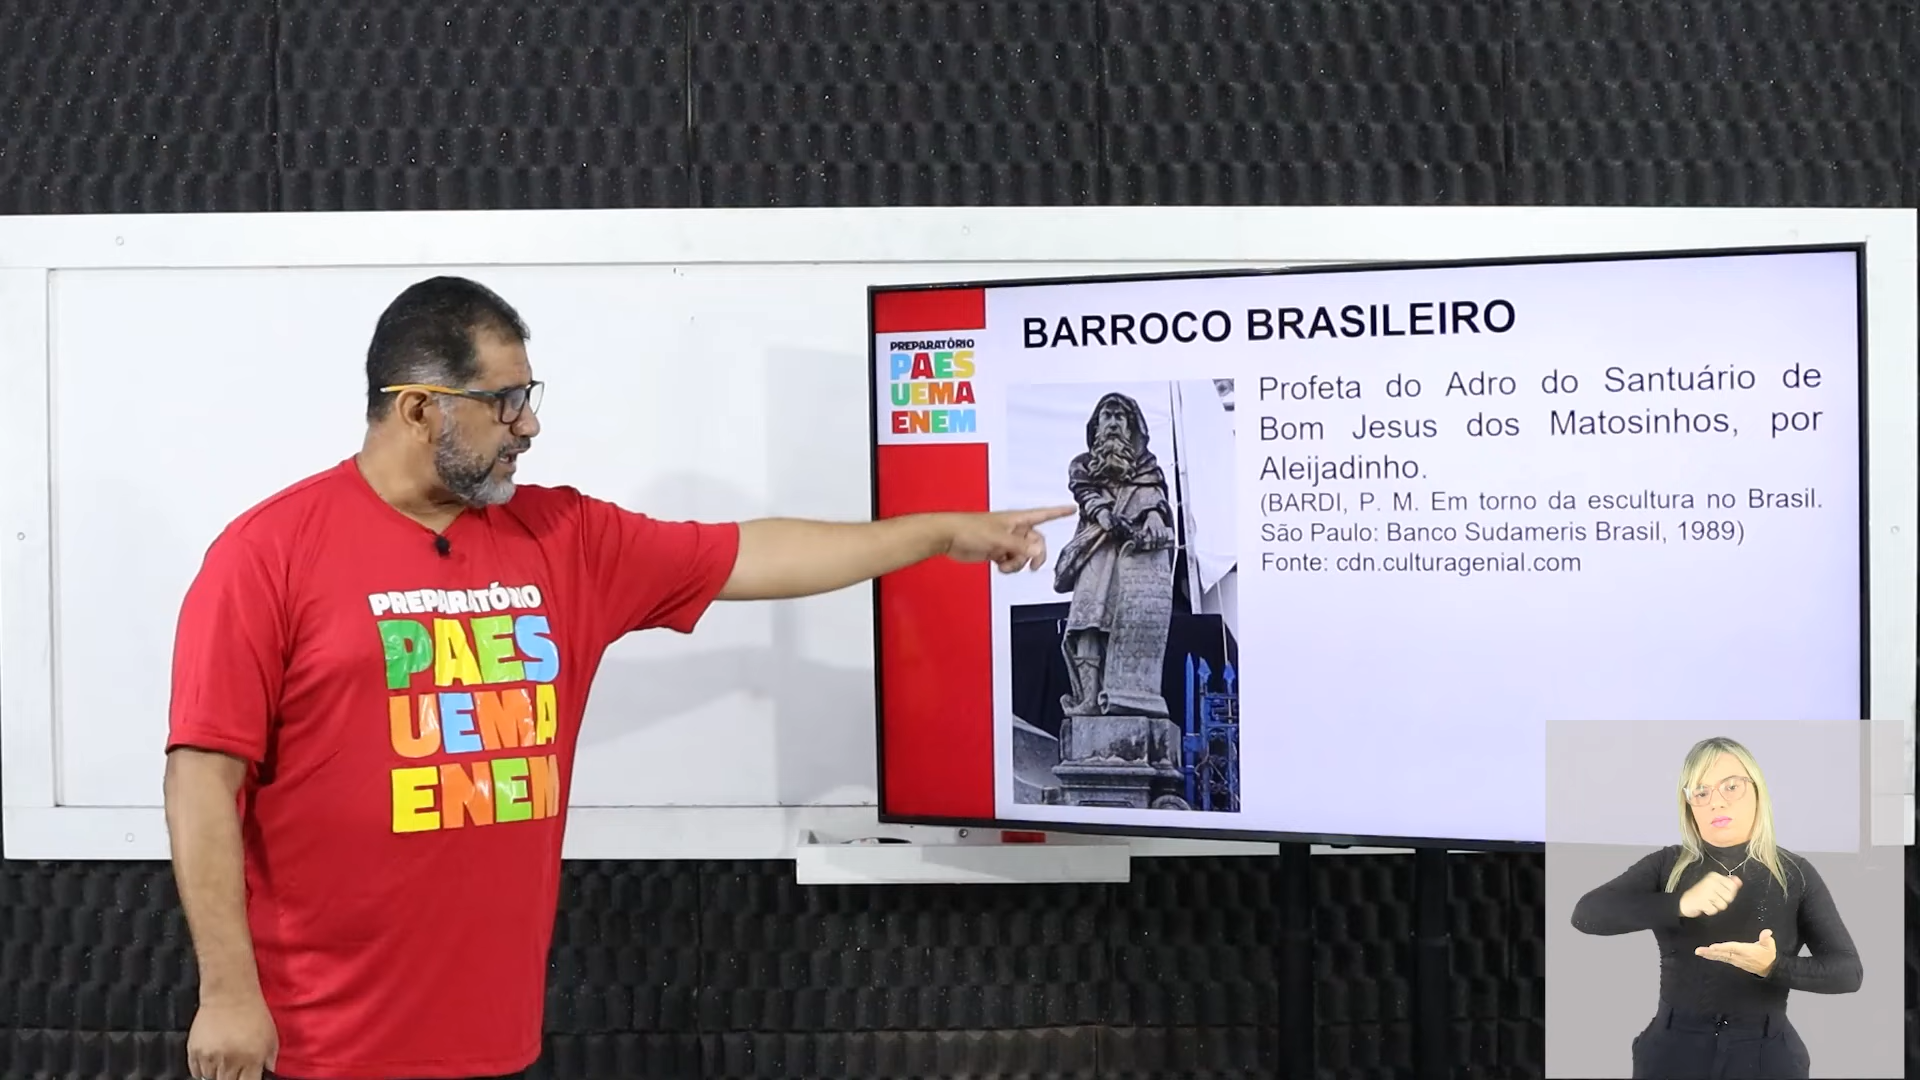 PREPARATÓRIO
PAES
UEMA
ENEM
PREPARATÓRIO
PAES
UEMA
ENEM
BARROCO BRASILEIRO
Profeta do Adro do Santuário de
Bom Jesus dos Matosinhos, por
Aleijadinho.
(BARDI, P. M. Em torno da escultura no Brasil.
São Paulo: Banco Sudameris Brasil, 1989)
Fonte: cdn.culturagenial.com